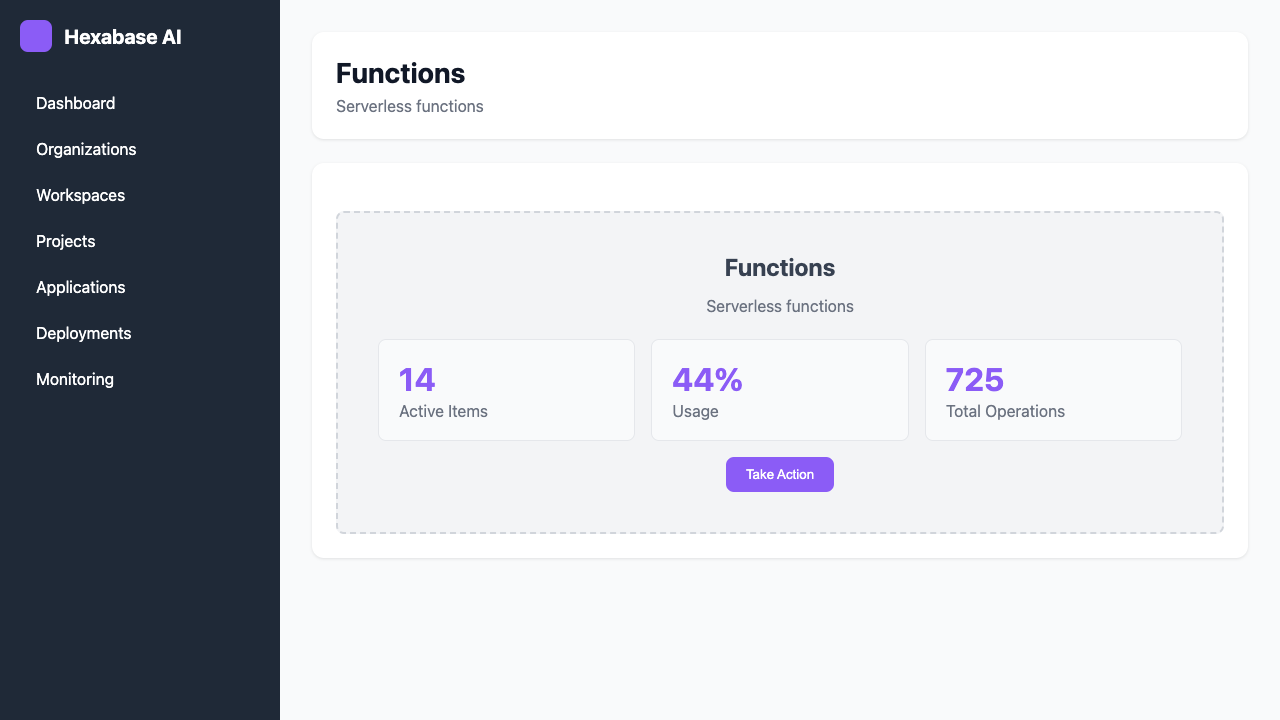 Hexabase AI
Dashboard
Organizations
Workspaces
Projects
Applications
Deployments
Monitoring
Functions
Serverless functions
Functions
Serverless functions
14
Active Items
44%
Usage
725
Total Operations
Take Action